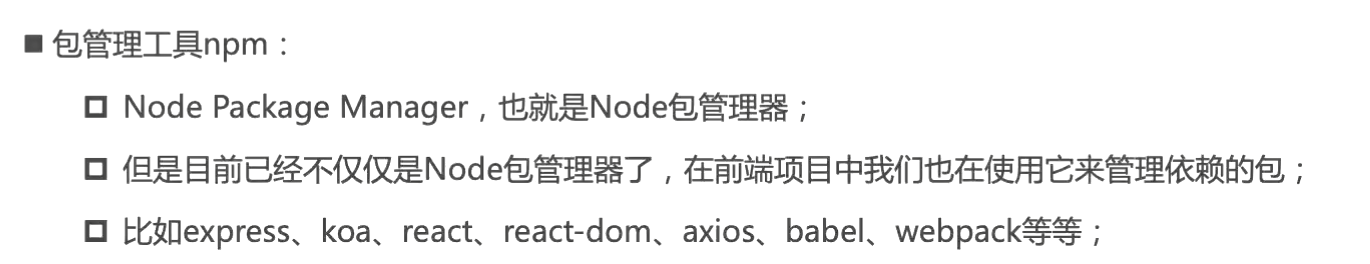 ■ 包管理工具npm：
Node Package Manager，也就是Node包管理器；
但是目前已经不仅仅是Node包管理器了，在前端项目中我们也在使用它来管理依赖的包；
比如express、koa、react、react-dom、axios、babel、webpack等等；